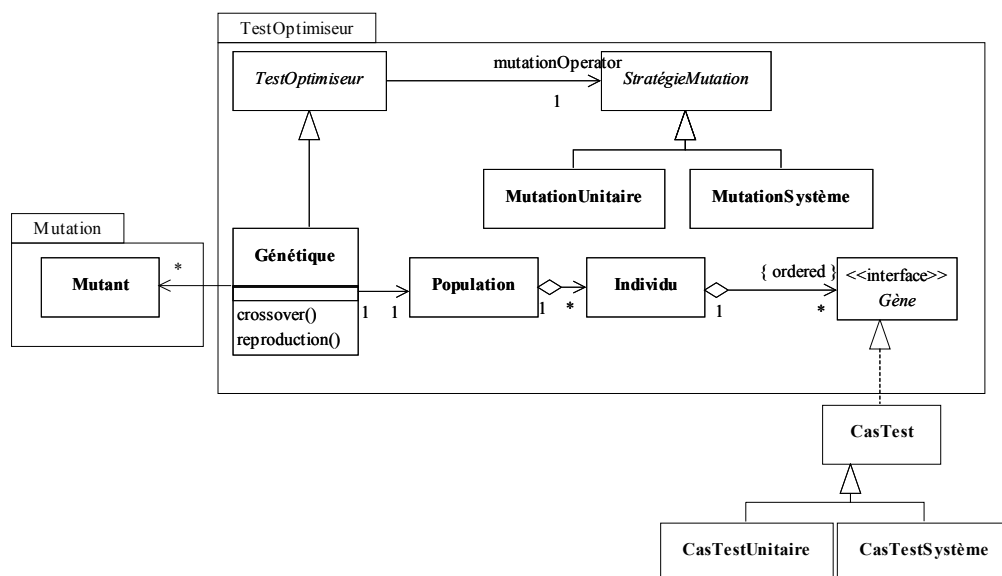 TestOptimiseur
mutationOperator
TestOptimiseur
StratégieMutation
1
MutationUnitaire
MutationSystème
Mutation
Génétique
*
{ ordered }
<<interface>>
Mutant
Population
Individu
Gène
crossover()
1
1
1
*
1
*
reproduction()
CasTest
CasTestUnitaire
CasTestSystème